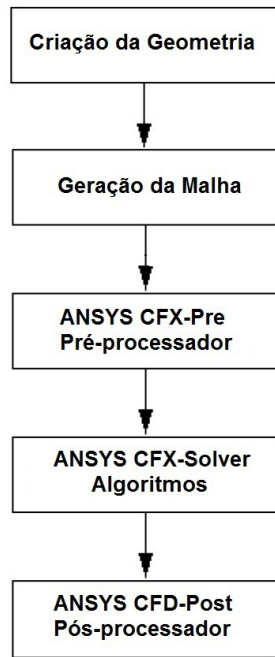 Criação da Geometria
Geração da Malha
ANSYS CFX-Pre
Pré-processador
ANSYS CFX-Solver
Algoritmos
ANSYS CFD-Post
Pós-processador